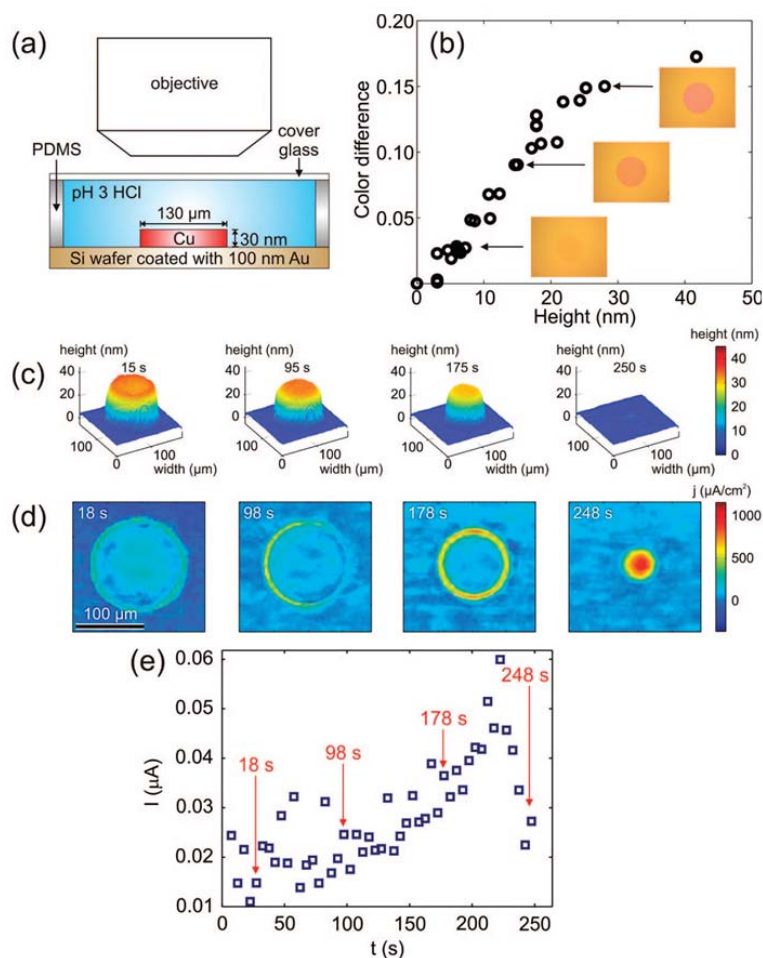 (a)
objective
cover
glass
PDMS
pH 3 HCl
130 µm
Cu
30 nm
Si wafer coated with 100 nm Au
(b)
Color difference
0.20
0.15
0.10
0.05
0
0 10 20 30 40 50
Height (nm)
(c)
height (nm) height (nm) height (nm) height (nm)
15 s 95 s 175 s 250 s
40 40 40 40
20 20 20 20
0 0 0 0
100 100 100 100
100 100 100 100
0 0 0 0
width (µm) width (µm) width (µm) width (µm)
height (nm)
40
30
20
10
0
(d)
18 s 98 s 178 s 248 s
100 µm
j (µA/cm²)
1000
500
0
(e)
I (µA)
0.06
0.05
0.04
0.03
0.02
0.01
18 s
98 s
178 s
248 s
0 50 100 150 200 250
t (s)